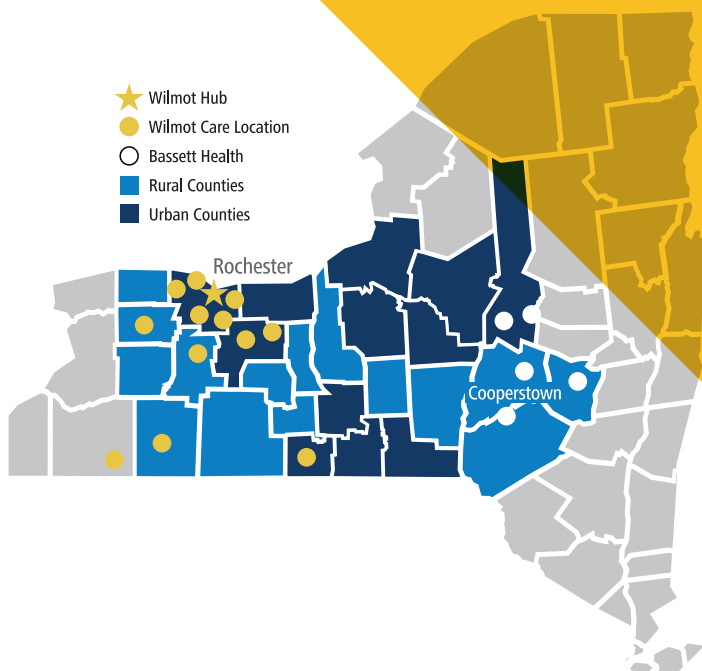 Wilmot Hub
Wilmot Care Location
Bassett Health
Rural Counties
Urban Counties
Rochester
Cooperstown